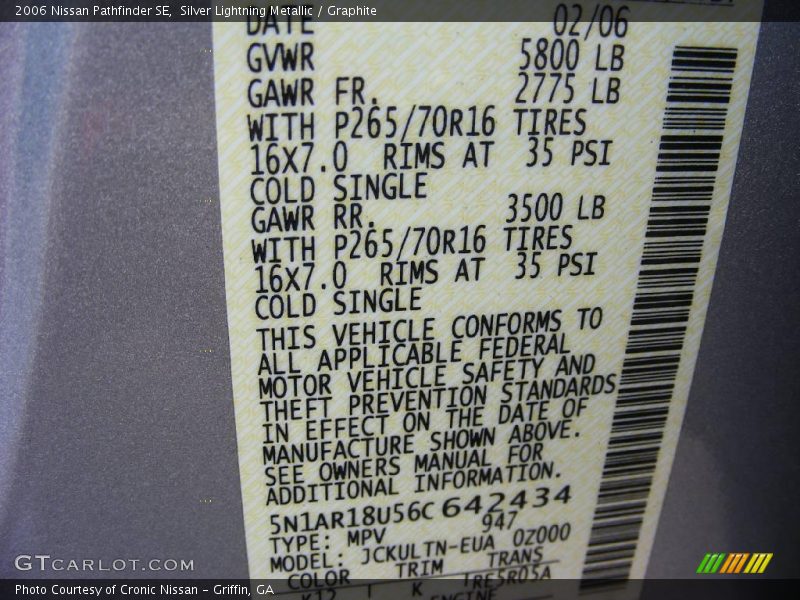 2006 Nissan Pathfinder SE, Silver Lightning Metallic / Graphite
DATE 02/06
GVWR 5800 LB
GAWR FR. 2775 LB
WITH P265/70R16 TIRES
16X7.0 RIMS AT 35 PSI
COLD SINGLE
GAWR RR. 3500 LB
WITH P265/70R16 TIRES
16X7.0 RIMS AT 35 PSI
COLD SINGLE
THIS VEHICLE CONFORMS TO
ALL APPLICABLE FEDERAL
MOTOR VEHICLE SAFETY AND
THEFT PREVENTION STANDARDS
IN EFFECT ON THE DATE OF
MANUFACTURE SHOWN ABOVE.
SEE OWNERS MANUAL FOR
ADDITIONAL INFORMATION.
5N1AR18U56C642434
TYPE: MPV 947
MODEL: JCKULTN-EUA 0Z000
COLOR TRIM TRANS
K12 K TRE5R05A
ENGINE
GTCARLOT.COM
Photo Courtesy of Cronic Nissan - Griffin, GA